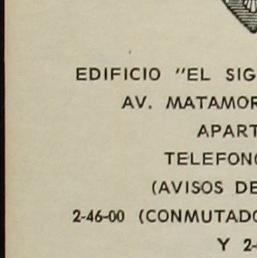 EDIFICIO "EL SIG
AV. MATAMOR
APART
TELEFONO
(AVISOS DE
2-46-00 (CONMUTADO
Y 2-